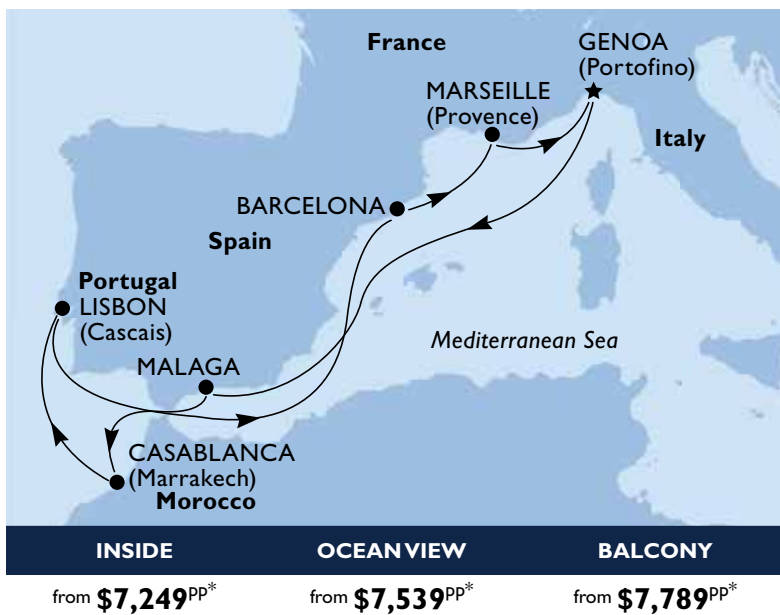 France
GENOA
(Portofino)
MARSEILLE
(Provence)
Italy
BARCELONA
Spain
Portugal
LISBON
(Cascais)
Mediterranean Sea
MALAGA
CASABLANCA
(Marrakech)
Morocco
INSIDE OCEAN VIEW BALCONY
from $7,249PP* from $7,539PP* from $7,789PP*